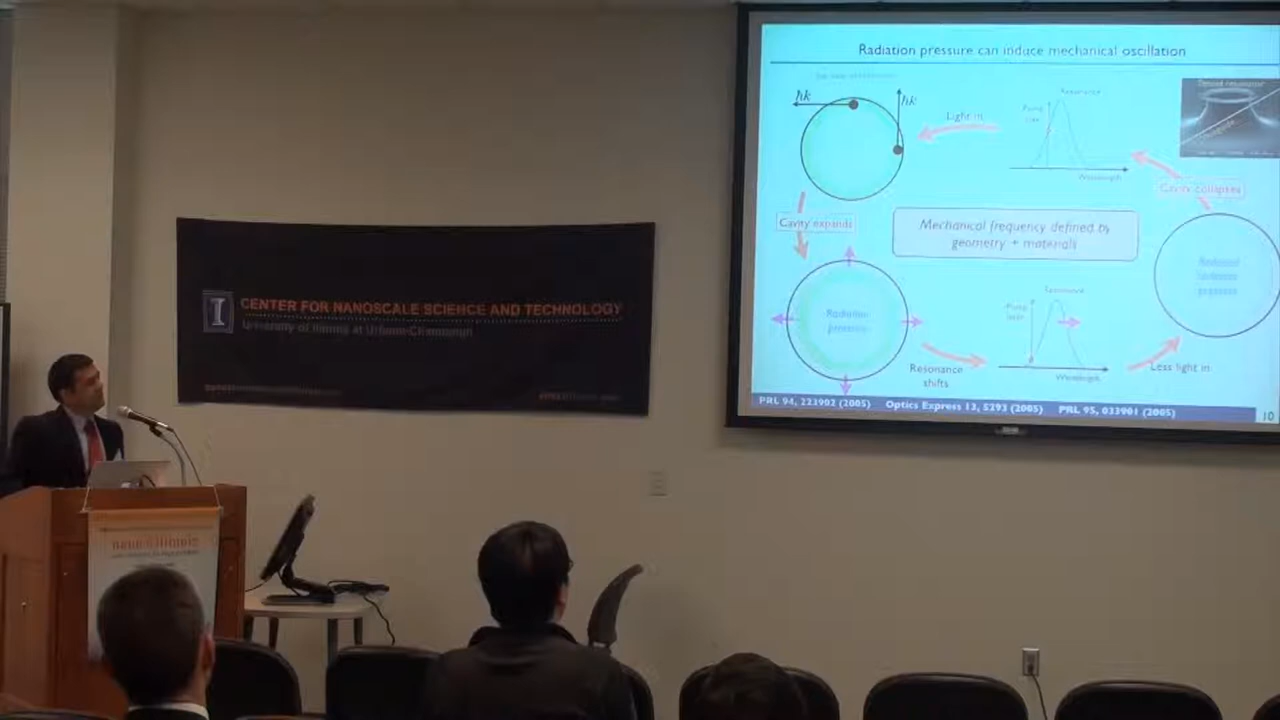 Radiation pressure can induce mechanical oscillation
ħk
ħk
Light in
Resonance
Wavelength
Cavity expands
Cavity collapses
Mechanical frequency defined by
geometry + materials
Radiation
pressure
Resonance
shifts
Resonance
Wavelength
Less light in
PRL 94, 223902 (2005) Optics Express 13, 5293 (2005) PRL 95, 033901 (2005)
10
I
CENTER FOR NANOSCALE SCIENCE AND TECHNOLOGY
University of Illinois at Urbana-Champaign